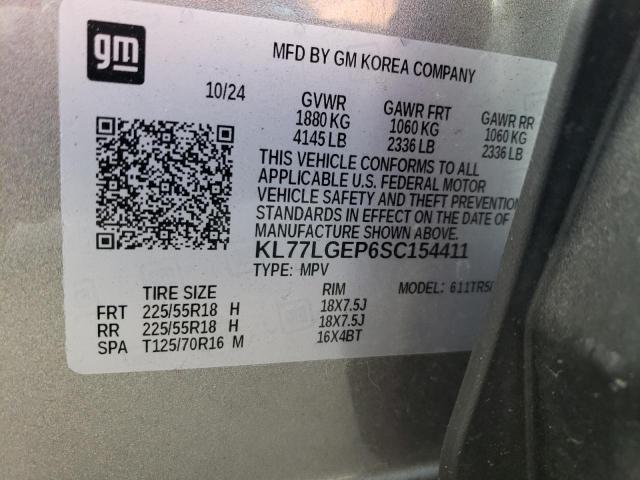 gm
MFD BY GM KOREA COMPANY
10/24 GVWR GAWR FRT GAWR RR
1880 KG 1060 KG 1060 KG
4145 LB 2336 LB 2336 LB
THIS VEHICLE CONFORMS TO ALL
APPLICABLE U.S. FEDERAL MOTOR
VEHICLE SAFETY AND THEFT PREVENTION
STANDARDS IN EFFECT ON THE DATE OF
MANUFACTURE SHOWN ABOVE.
KL77LGEP6SC154411
TYPE: MPV MODEL:
TIRE SIZE RIM
FRT 225/55R18 H 18X7.5J
RR 225/55R18 H 18X7.5J
SPA T125/70R16 M 16X4BT